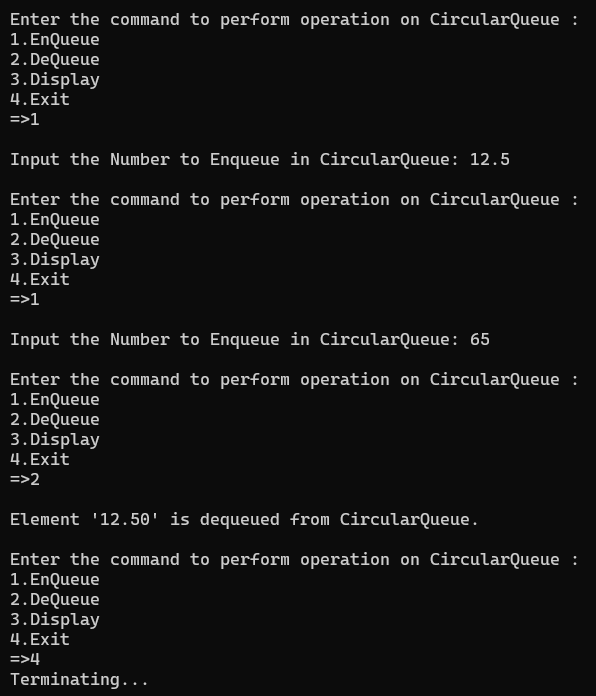 Enter the command to perform operation on CircularQueue :
1.EnQueue
2.DeQueue
3.Display
4.Exit
=>1
Input the Number to Enqueue in CircularQueue: 12.5
Enter the command to perform operation on CircularQueue :
1.EnQueue
2.DeQueue
3.Display
4.Exit
=>1
Input the Number to Enqueue in CircularQueue: 65
Enter the command to perform operation on CircularQueue :
1.EnQueue
2.DeQueue
3.Display
4.Exit
=>2
Element '12.50' is dequeued from CircularQueue.
Enter the command to perform operation on CircularQueue :
1.EnQueue
2.DeQueue
3.Display
4.Exit
=>4
Terminating...